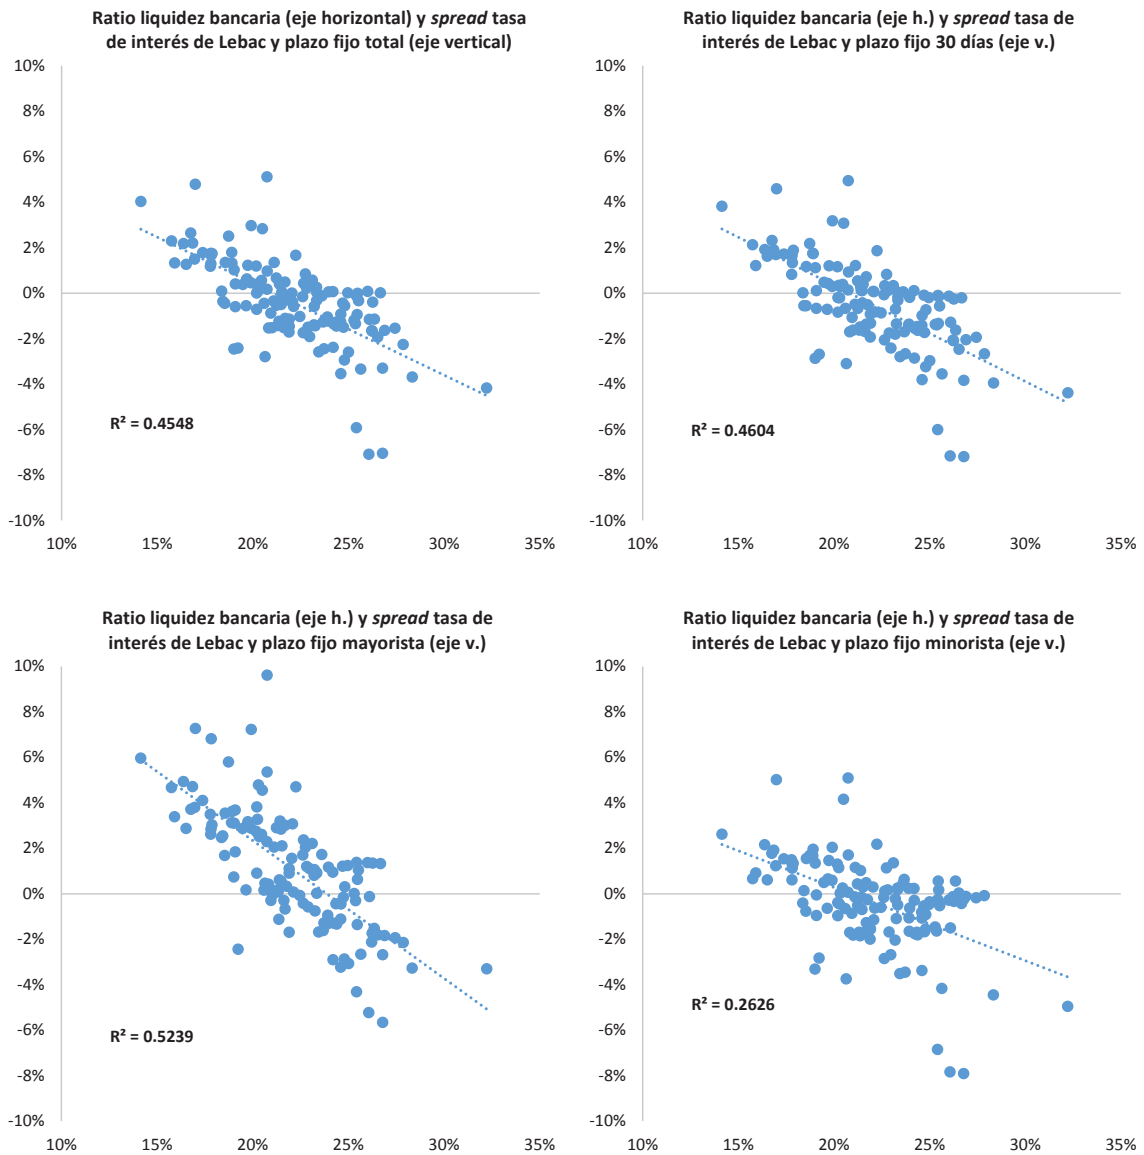 Ratio liquidez bancaria (eje horizontal) y spread tasa
de interés de Lebac y plazo fijo total (eje vertical)
10%
8%
6%
4%
2%
0%
-2%
-4%
-6%
-8%
-10%
R² = 0.4548
10% 15% 20% 25% 30% 35%
Ratio liquidez bancaria (eje h.) y spread tasa de
interés de Lebac y plazo fijo 30 días (eje v.)
10%
8%
6%
4%
2%
0%
-2%
-4%
-6%
-8%
-10%
R² = 0.4604
10% 15% 20% 25% 30% 35%
Ratio liquidez bancaria (eje h.) y spread tasa de
interés de Lebac y plazo fijo mayorista (eje v.)
10%
8%
6%
4%
2%
0%
-2%
-4%
-6%
-8%
-10%
R² = 0.5239
10% 15% 20% 25% 30% 35%
Ratio liquidez bancaria (eje h.) y spread tasa de
interés de Lebac y plazo fijo minorista (eje v.)
10%
8%
6%
4%
2%
0%
-2%
-4%
-6%
-8%
-10%
R² = 0.2626
10% 15% 20% 25% 30% 35%